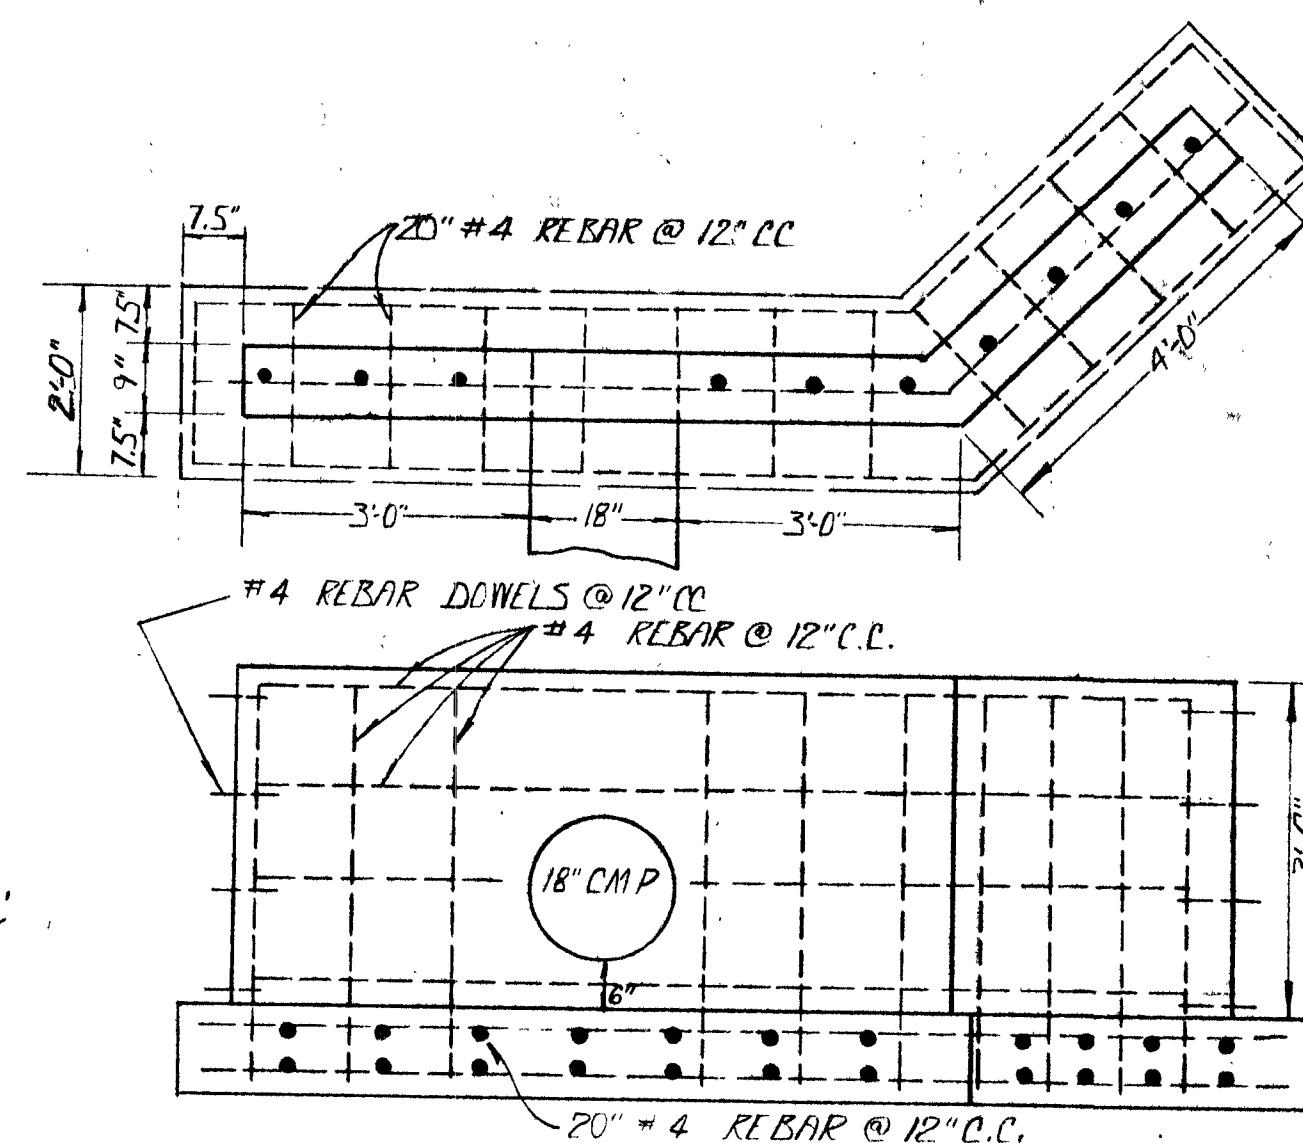 7.5"
20" #4 REBAR @ 12" CC
7.5"
2'-0"
9"
7.5"
4'-0"
3'-0"
18"
3'-0"
#4 REBAR DOWELS @ 12" CC
#4 REBAR @ 12" C.C.
18" CMP
6"
20" #4 REBAR @ 12" C.C.